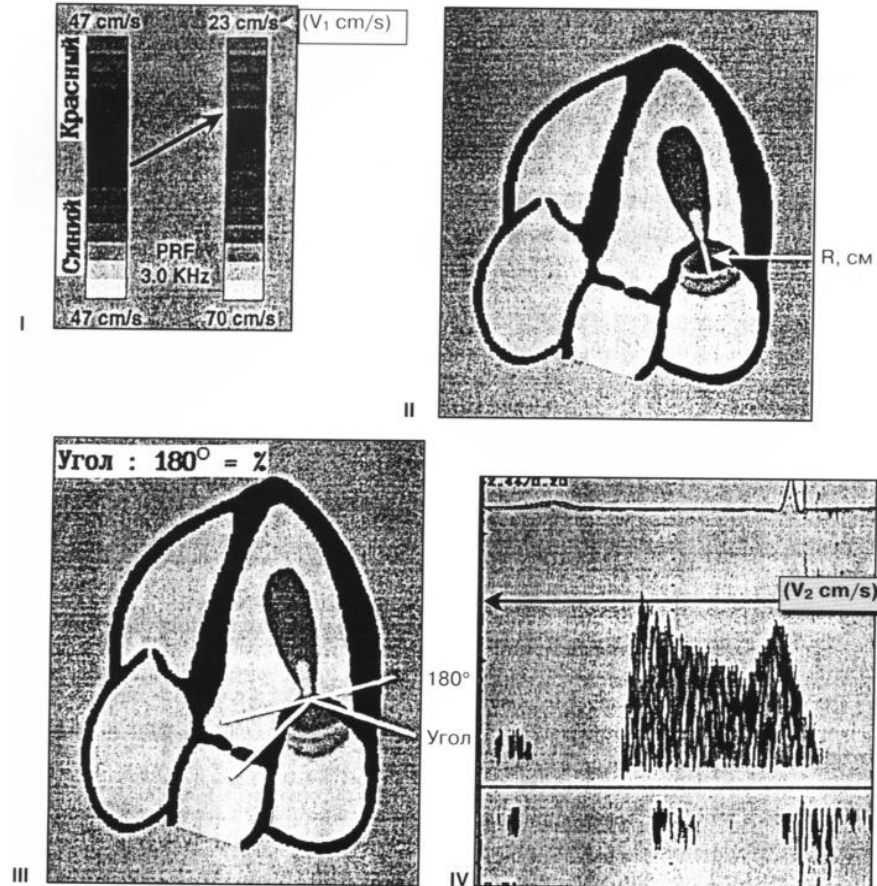 47 cm/s 23 cm/s (V₁ cm/s)
Красный
Синий
PRF
3.0 KHz
47 cm/s 70 cm/s
I
R, см
II
Угол : 180° = %
180°
Угол
III
(V₂ cm/s)
IV